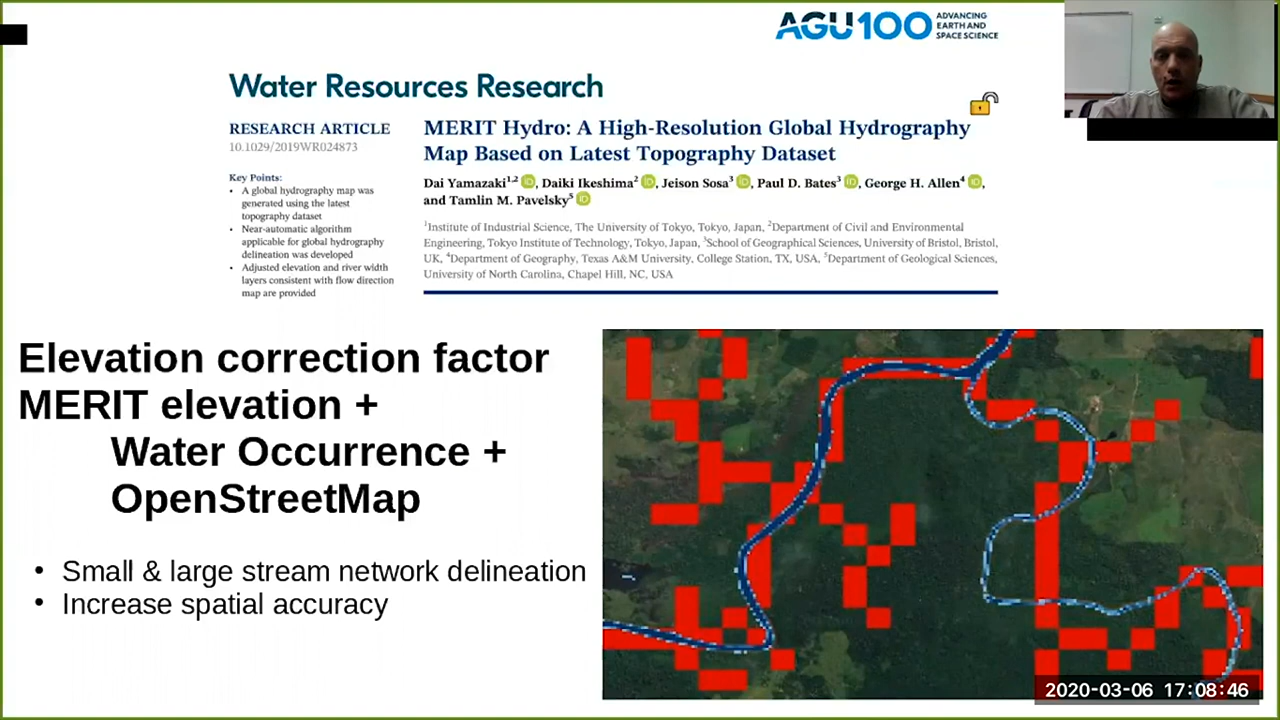 AGU100 ADVANCING
EARTH AND
SPACE SCIENCE
Water Resources Research
RESEARCH ARTICLE
10.1029/2019WR024873
Key Points:
• A global hydrography map was
generated using the latest
topography dataset
• Near-automatic algorithm
applicable for global hydrography
delineation was developed
• Adjusted elevation and river width
layers consistent with flow direction
map are provided
MERIT Hydro: A High-Resolution Global Hydrography
Map Based on Latest Topography Dataset
Dai Yamazaki1,2 iD, Daiki Ikeshima2 iD, Jeison Sosa3 iD, Paul D. Bates3 iD, George H. Allen4 iD,
and Tamlin M. Pavelsky5 iD
1Institute of Industrial Science, The University of Tokyo, Tokyo, Japan, 2Department of Civil and Environmental
Engineering, Tokyo Institute of Technology, Tokyo, Japan, 3School of Geographical Sciences, University of Bristol, Bristol,
UK, 4Department of Geography, Texas A&M University, College Station, TX, USA, 5Department of Geological Sciences,
University of North Carolina, Chapel Hill, NC, USA
Elevation correction factor
MERIT elevation +
Water Occurrence +
OpenStreetMap
• Small & large stream network delineation
• Increase spatial accuracy
2020-03-06 17:08:46